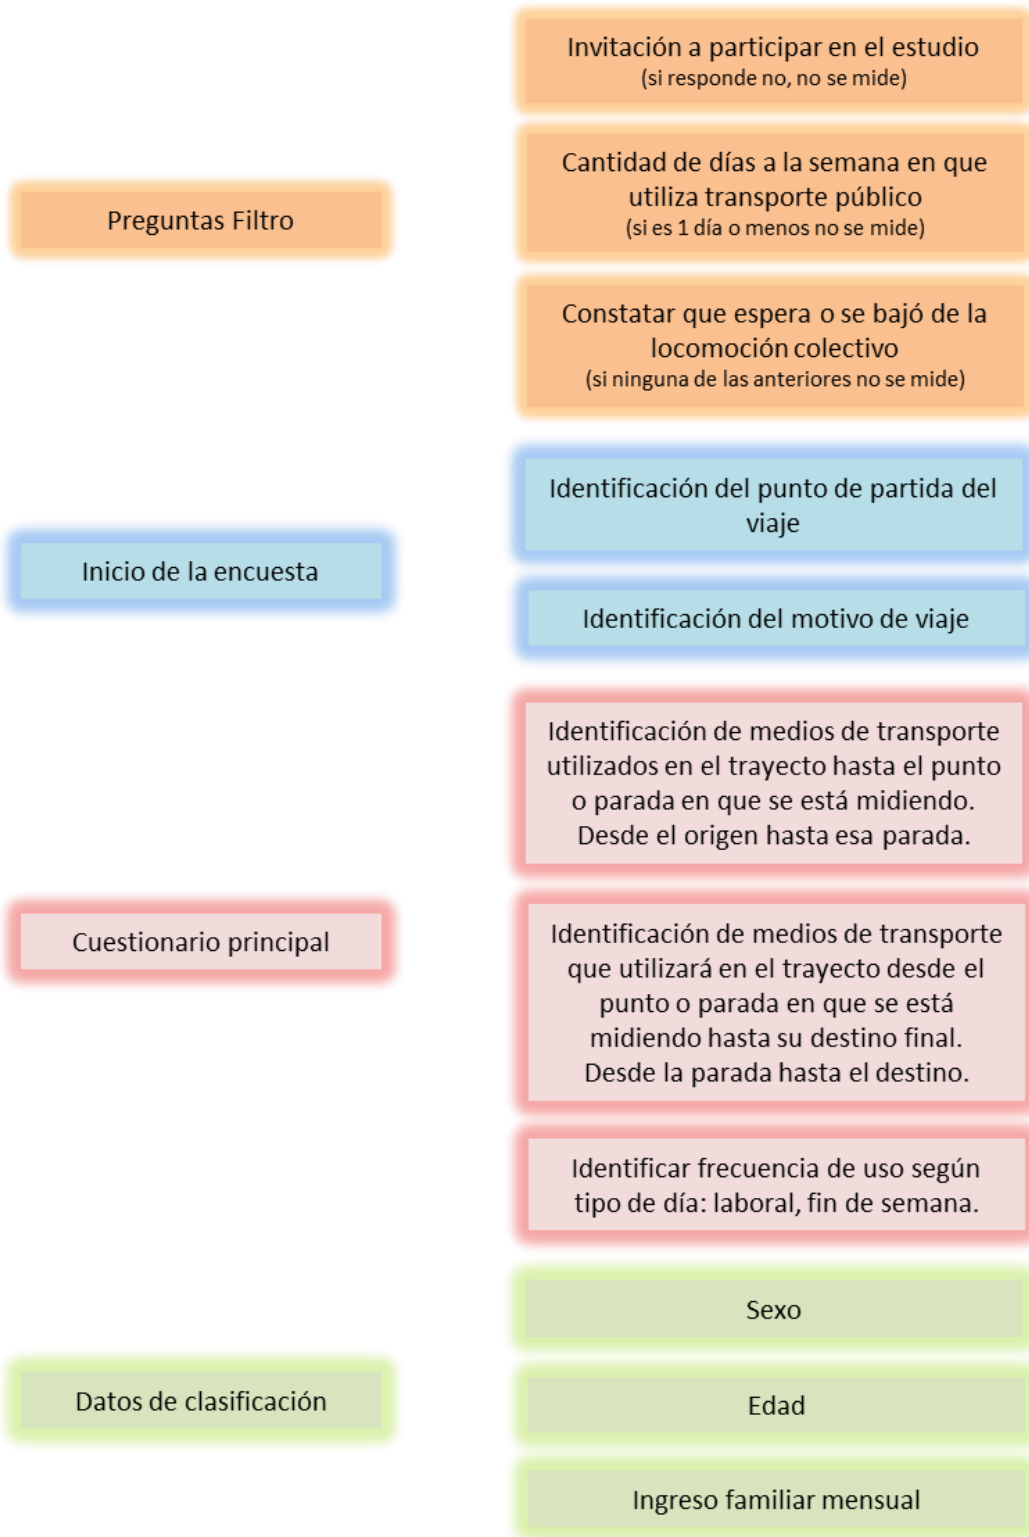 Preguntas Filtro
Invitación a participar en el estudio
(si responde no, no se mide)
Cantidad de días a la semana en que
utiliza transporte público
(si es 1 día o menos no se mide)
Constatar que espera o se bajó de la
locomoción colectivo
(si ninguna de las anteriores no se mide)
Inicio de la encuesta
Identificación del punto de partida del
viaje
Identificación del motivo de viaje
Cuestionario principal
Identificación de medios de transporte
utilizados en el trayecto hasta el punto
o parada en que se está midiendo.
Desde el origen hasta esa parada.
Identificación de medios de transporte
que utilizará en el trayecto desde el
punto o parada en que se está
midiendo hasta su destino final.
Desde la parada hasta el destino.
Identificar frecuencia de uso según
tipo de día: laboral, fin de semana.
Datos de clasificación
Sexo
Edad
Ingreso familiar mensual